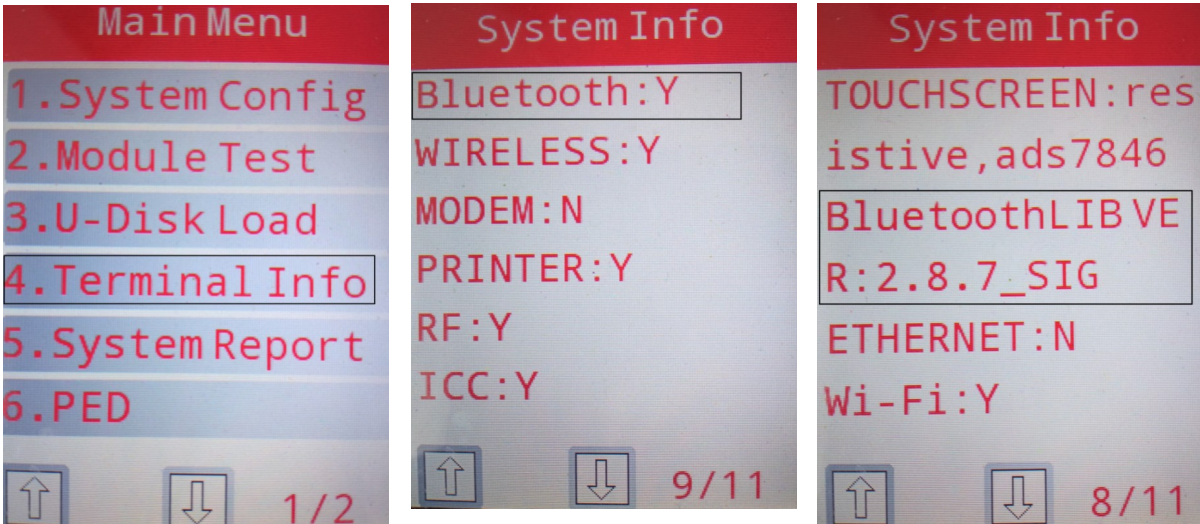 Main Menu
1.System Config
2.Module Test
3.U-Disk Load
4.Terminal Info
5.System Report
6.PED
1/2
System Info
Bluetooth:Y
WIRELESS:Y
MODEM:N
PRINTER:Y
RF:Y
ICC:Y
9/11
System Info
TOUCHSCREEN:res
istive,ads7846
BluetoothLIB VE
R:2.8.7_SIG
ETHERNET:N
Wi-Fi:Y
8/11